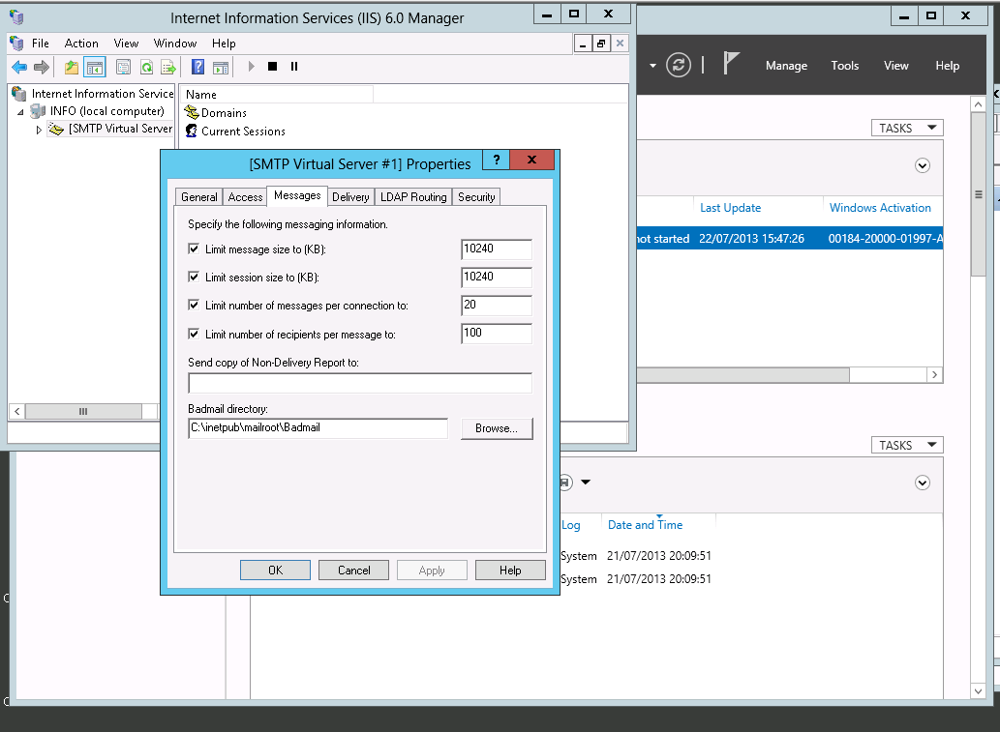 Internet Information Services (IIS) 6.0 Manager
File Action View Window Help
Internet Information Service
INFO (local computer)
[SMTP Virtual Server
Name
Domains
Current Sessions
Manage Tools View Help
TASKS
Last Update Windows Activation
not started 22/07/2013 15:47:26 00184-20000-01997-A
[SMTP Virtual Server #1] Properties
General Access Messages Delivery LDAP Routing Security
Specify the following messaging information.
Limit message size to (KB): 10240
Limit session size to (KB): 10240
Limit number of messages per connection to: 20
Limit number of recipients per message to: 100
Send copy of Non-Delivery Report to:
Badmail directory:
C:\inetpub\mailroot\Badmail Browse...
OK Cancel Apply Help
TASKS
Log Date and Time
System 21/07/2013 20:09:51
System 21/07/2013 20:09:51